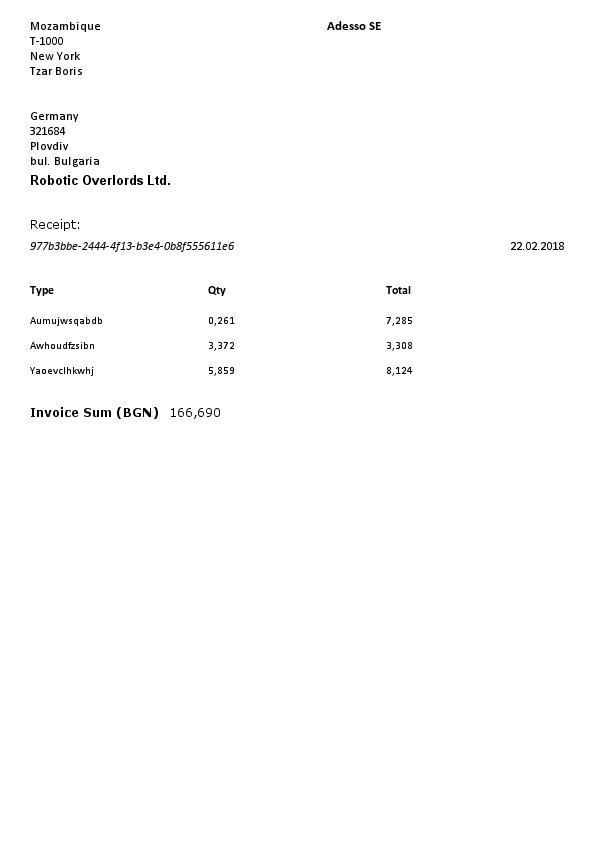 Mozambique
Adesso SE
T-1000
New York
Tzar Boris
Germany
321684
Plovdiv
bul. Bulgaria
Robotic Overlords Ltd.
Receipt:
977b3bbe-2444-4f13-b3e4-0b8f555611e6 22.02.2018
Type Qty Total
Aumujwsqabdb 0,261 7,285
Awhoudfzsibn 3,372 3,308
Yaoevclhkwhj 5,859 8,124
Invoice Sum (BGN) 166,690